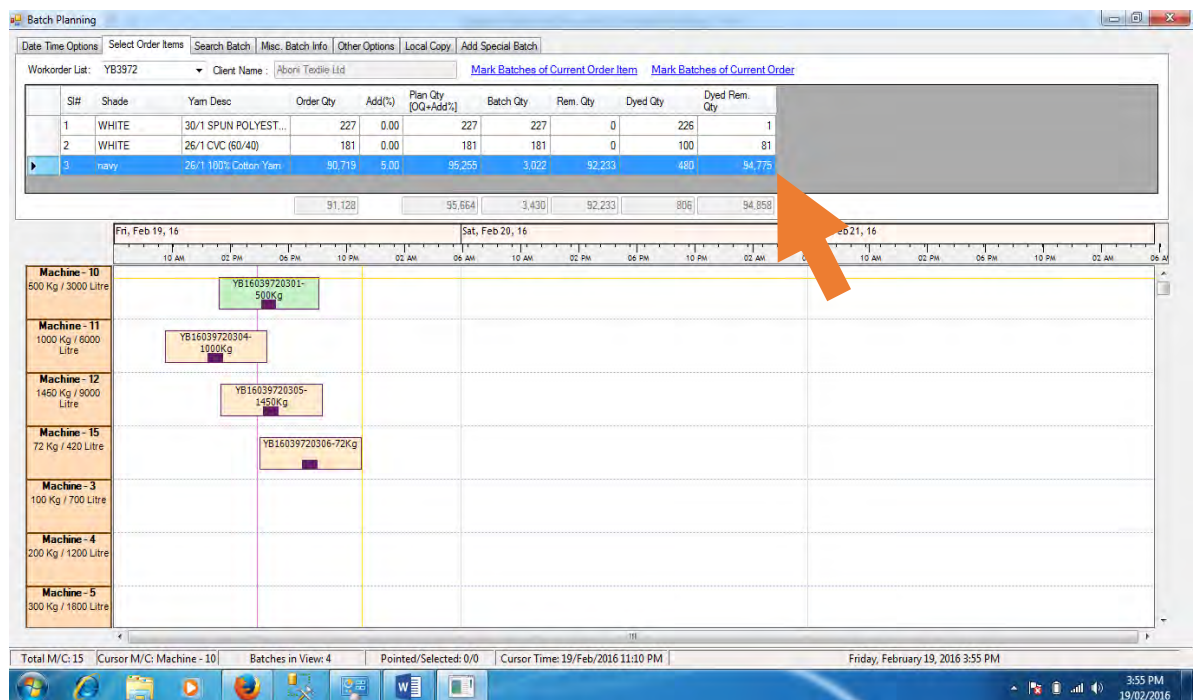 Batch Planning
Date Time Options Select Order Items Search Batch Misc. Batch Info Other Options Local Copy Add Special Batch
Workorder List: YB3972 Client Name : Aboni Textile Ltd Mark Batches of Current Order Item Mark Batches of Current Order
Sl# Shade Yarn Desc Order Qty Add(%) Plan Qty [OQ+Add%] Batch Qty Rem. Qty Dyed Qty Dyed Rem. Qty
1 WHITE 30/1 SPUN POLYEST... 227 0.00 227 227 0 226 1
2 WHITE 26/1 CVC (60/40) 181 0.00 181 181 0 100 81
3 navy 26/1 100% Cotton Yarn 90,719 5.00 95,255 3,022 92,233 480 94,775
91,128 95,664 3,430 92,233 806 94,858
Fri, Feb 19, 16 Sat, Feb 20, 16 eb 21, 16
10 AM 02 PM 06 PM 10 PM 02 AM 06 AM 10 AM 02 PM 06 PM 10 PM 02 AM 10 AM 02 PM 06 PM 10 PM 02 AM 06 AM
Machine - 10
500 Kg / 3000 Litre
YB16039720301-
500Kg
Machine - 11
1000 Kg / 6000
Litre
YB16039720304-
1000Kg
Machine - 12
1450 Kg / 9000
Litre
YB16039720305-
1450Kg
Machine - 15
72 Kg / 420 Litre
YB16039720306-72Kg
Machine - 3
100 Kg / 700 Litre
Machine - 4
200 Kg / 1200 Litre
Machine - 5
300 Kg / 1800 Litre
Total M/C: 15 Cursor M/C: Machine - 10 Batches in View: 4 Pointed/Selected: 0/0 Cursor Time: 19/Feb/2016 11:10 PM Friday, February 19, 2016 3:55 PM
3:55 PM
19/02/2016